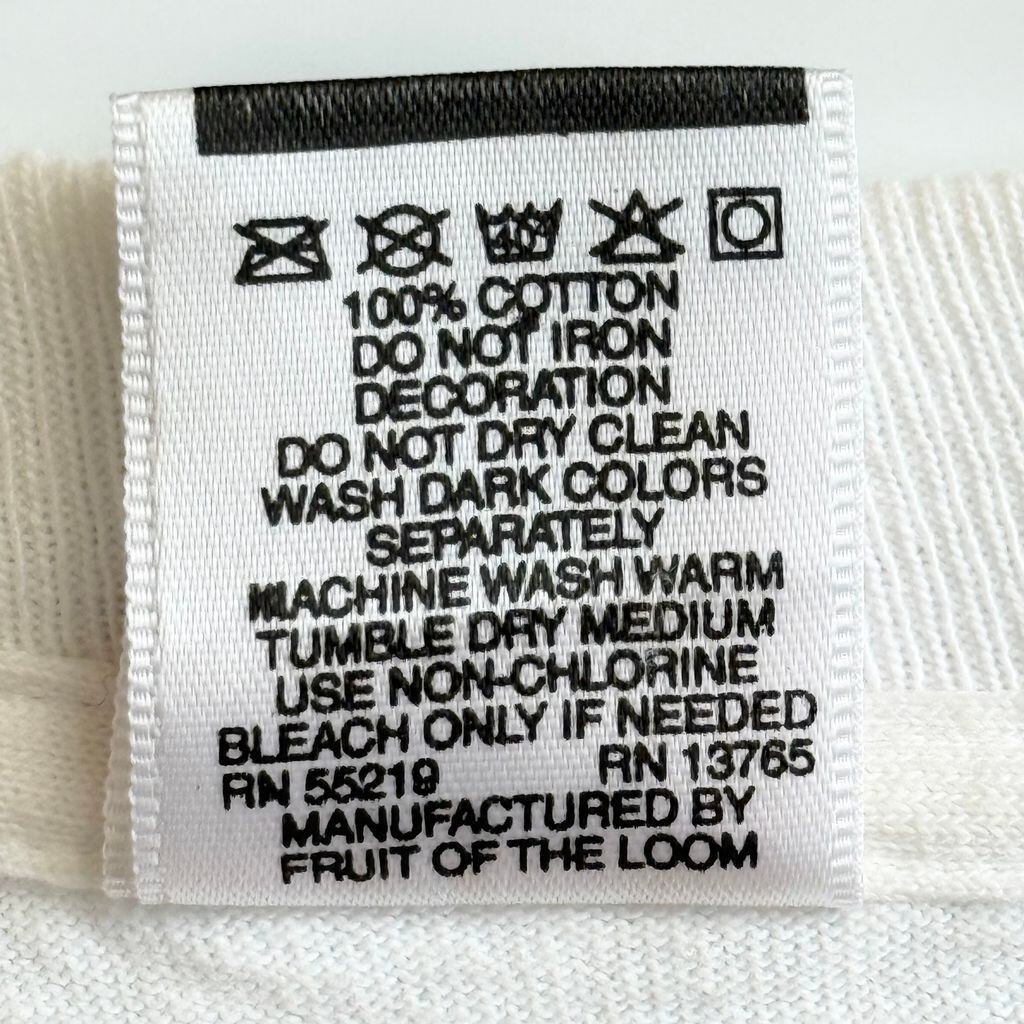 40°
100% COTTON
DO NOT IRON
DECORATION
DO NOT DRY CLEAN
WASH DARK COLORS
SEPARATELY
MACHINE WASH WARM
TUMBLE DRY MEDIUM
USE NON-CHLORINE
BLEACH ONLY IF NEEDED
RN 55219 RN 13765
MANUFACTURED BY
FRUIT OF THE LOOM